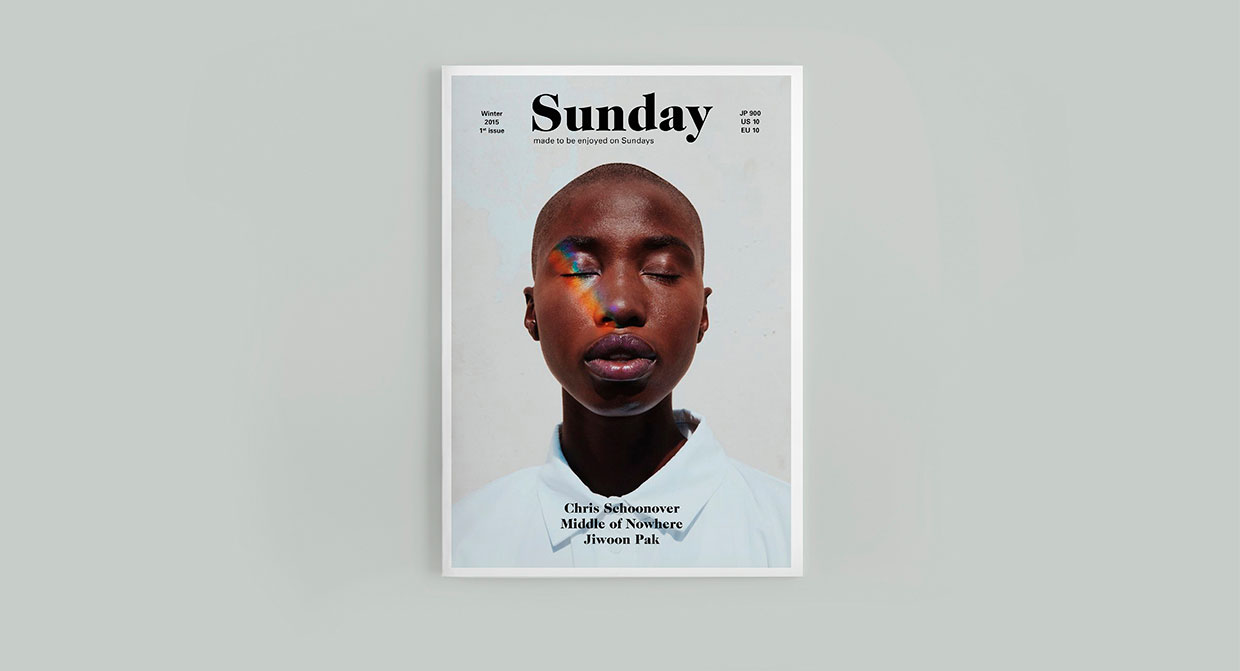 Winter
2015
1st issue
Sunday
made to be enjoyed on Sundays
JP 900
US 10
EU 10
Chris Schoonover
Middle of Nowhere
Jiwoon Pak